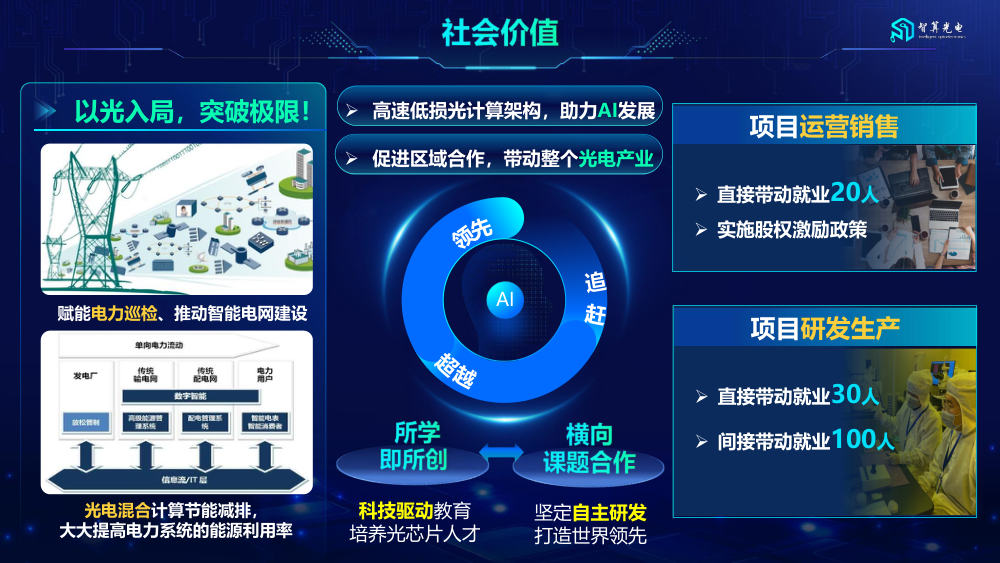 社会价值
智算光电
以光入局，突破极限！
赋能电力巡检、推动智能电网建设
单向电力流动
发电厂
传统
输电网
传统
配电网
电力
用户
数字智能
放松管制
高级能源管
理系统
配电管理系
统
智能电表
智能消费者
信息流/IT 层
光电混合计算节能减排，
大大提高电力系统的能源利用率
高速低损光计算架构，助力AI发展
促进区域合作，带动整个光电产业
领先
追
赶
超越
AI
所学
即所创
横向
课题合作
科技驱动教育
培养光芯片人才
坚定自主研发
打造世界领先
项目运营销售
直接带动就业20人
实施股权激励政策
项目研发生产
直接带动就业30人
间接带动就业100人